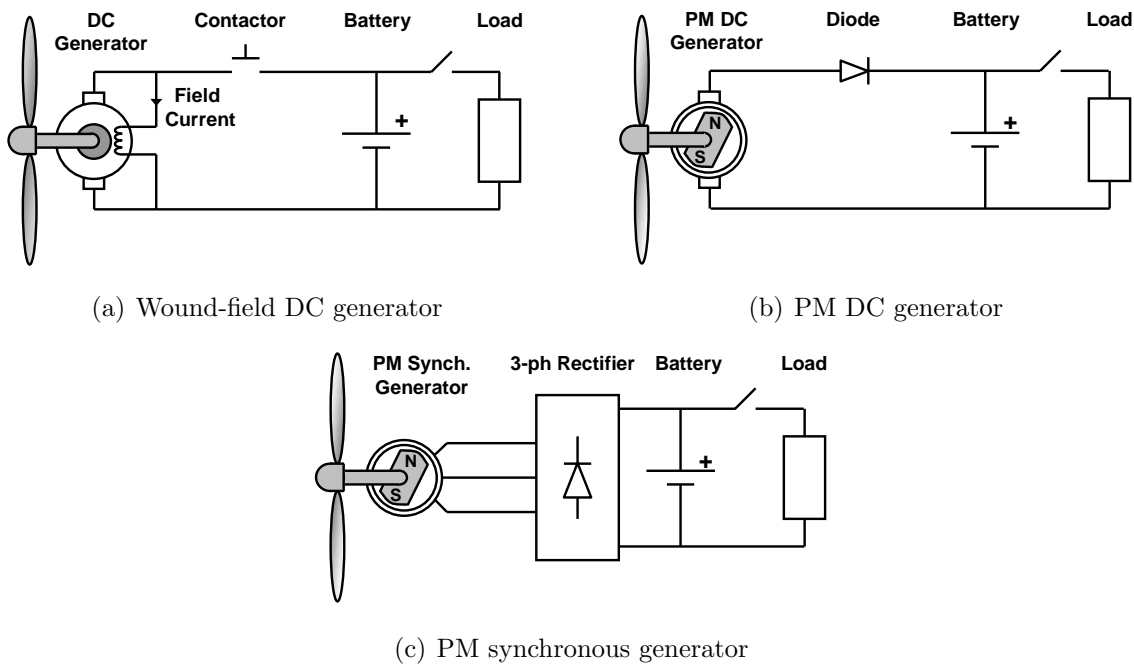 DC
Generator
Contactor
Battery
Load
Field
Current
+
(a) Wound-field DC generator
PM DC
Generator
Diode
Battery
Load
N
S
+
(b) PM DC generator
PM Synch.
Generator
3-ph Rectifier
Battery
Load
N
S
+
(c) PM synchronous generator